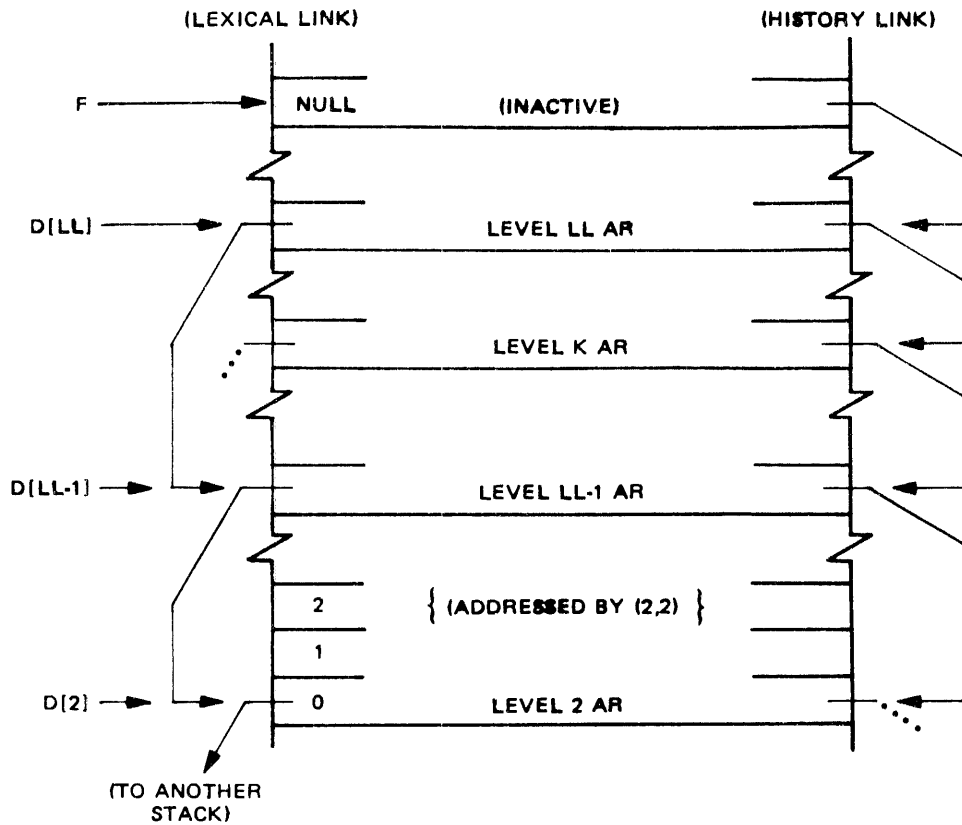 (LEXICAL LINK) (HISTORY LINK)
F NULL (INACTIVE)
D[LL] LEVEL LL AR
LEVEL K AR
D[LL-1] LEVEL LL-1 AR
2 { (ADDRESSED BY (2,2) }
1
D[2] 0 LEVEL 2 AR
(TO ANOTHER
STACK)